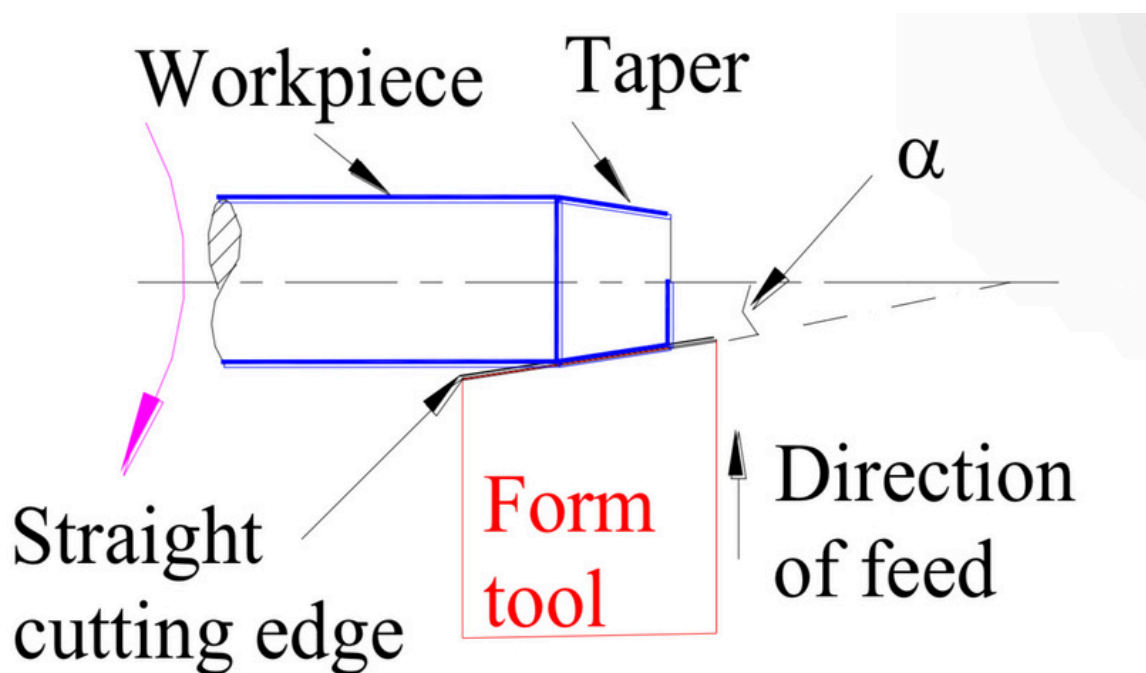 Workpiece
Taper
α
Straight
cutting edge
Form
tool
Direction
of feed